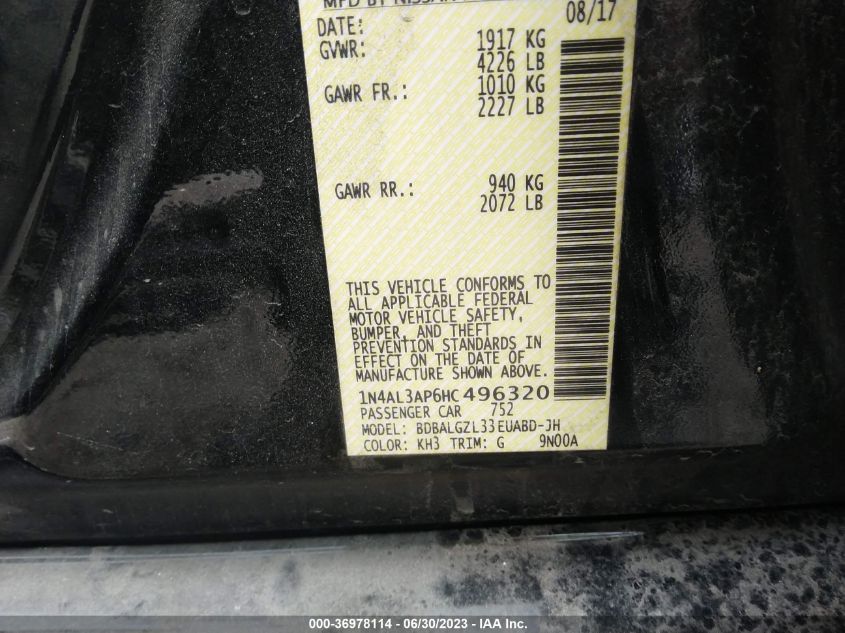 MFD BY NISSAN
DATE: 08/17
GVWR: 1917 KG
4226 LB
GAWR FR.: 1010 KG
2227 LB
GAWR RR.: 940 KG
2072 LB
THIS VEHICLE CONFORMS TO
ALL APPLICABLE FEDERAL
MOTOR VEHICLE SAFETY,
BUMPER, AND THEFT
PREVENTION STANDARDS IN
EFFECT ON THE DATE OF
MANUFACTURE SHOWN ABOVE.
1N4AL3AP6HC496320
PASSENGER CAR 752
MODEL: BDBALGZL33EUABD-JH
COLOR: KH3 TRIM: G 9N00A
000-36978114 — 06/30/2023 — IAA Inc.